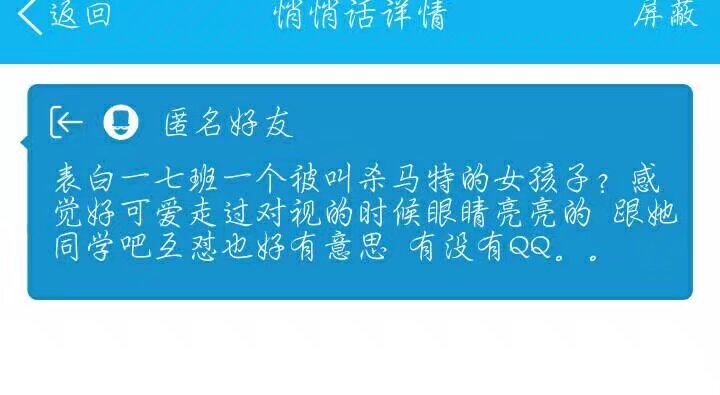 返回 悄悄话详情 屏蔽
匿名好友
表白一七班一个被叫杀马特的女孩子？感
觉好可爱走过对视的时候眼睛亮亮的 跟她
同学吧互怼也好有意思 有没有QQ。。